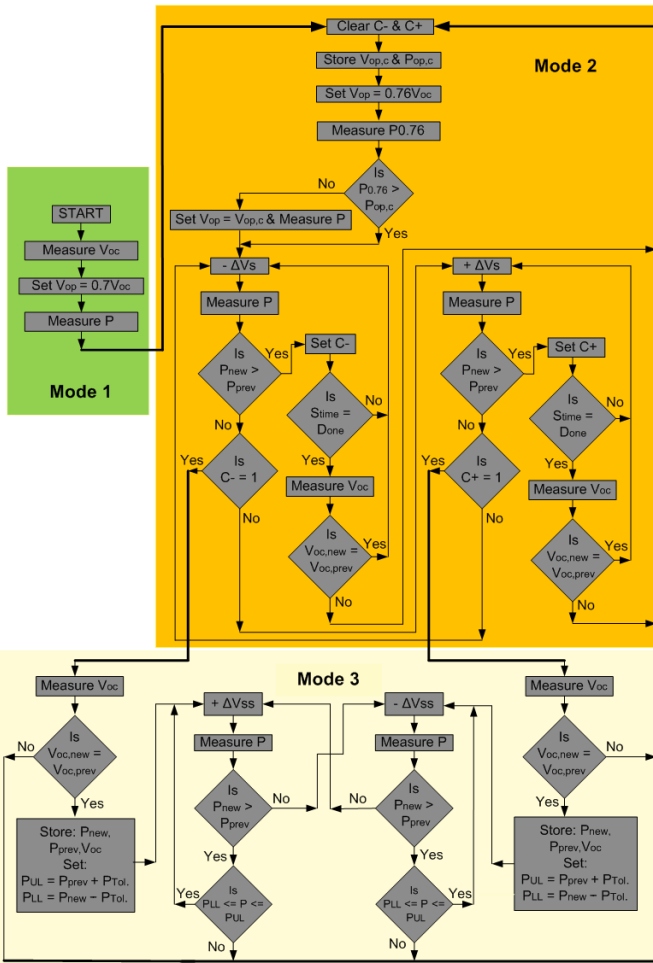 Clear C- & C+
Store Vop,c & Pop,c
Mode 2
Set Vop = 0.76Voc
Measure P0.76
Is
P0.76 >
Pop,c
No
Yes
Set Vop = Vop,c & Measure P
START
Measure Voc
Set Vop = 0.7Voc
Measure P
Mode 1
- ΔVs
Measure P
Is
Pnew >
Pprev
Yes
No
Set C-
Is
Stime =
Done
No
Yes
Is
C- = 1
Yes
No
Measure Voc
Is
Voc,new =
Voc,prev
Yes
No
+ ΔVs
Measure P
Is
Pnew >
Pprev
Yes
No
Set C+
Is
Stime =
Done
No
Yes
Is
C+ = 1
Yes
No
Measure Voc
Is
Voc,new =
Voc,prev
Yes
No
Mode 3
Measure Voc
Is
Voc,new =
Voc,prev
No
Yes
Store: Pnew,
Pprev,Voc
Set:
PUL = Pprev + PTol.
PLL = Pnew – PTol.
+ ΔVss
Measure P
Is
Pnew >
Pprev
No
Yes
Is
PLL <= P <=
PUL
Yes
No
- ΔVss
Measure P
Is
Pnew >
Pprev
No
Yes
Is
PLL <= P <=
PUL
Yes
No
Measure Voc
Is
Voc,new =
Voc,prev
No
Yes
Store: Pnew,
Pprev,Voc
Set:
PUL = Pprev + PTol.
PLL = Pnew – PTol.